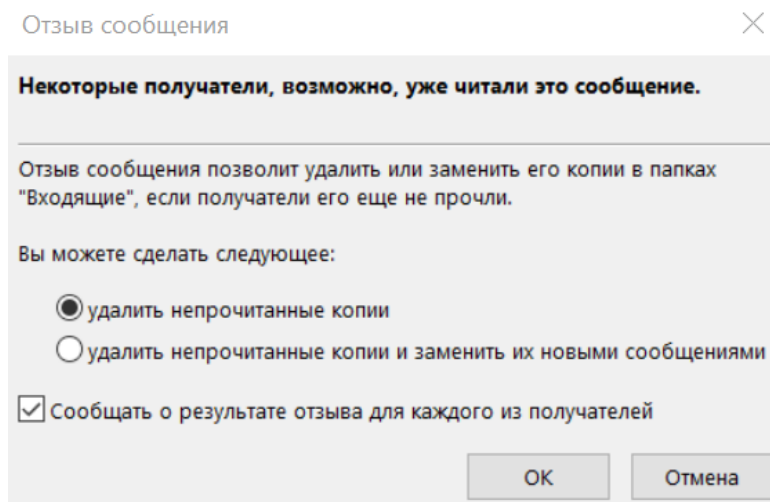 Отзыв сообщения
Некоторые получатели, возможно, уже читали это сообщение.
Отзыв сообщения позволит удалить или заменить его копии в папках
"Входящие", если получатели его еще не прочли.
Вы можете сделать следующее:
удалить непрочитанные копии
удалить непрочитанные копии и заменить их новыми сообщениями
Сообщать о результате отзыва для каждого из получателей
ОК
Отмена